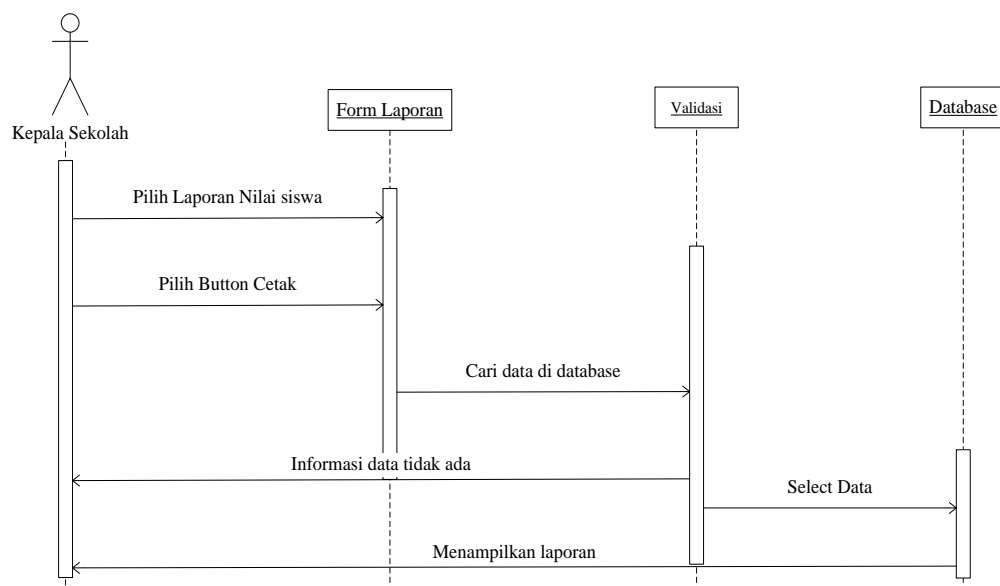 Kepala Sekolah
Form Laporan
Validasi
Database
Pilih Laporan Nilai siswa
Pilih Button Cetak
Cari data di database
Informasi data tidak ada
Select Data
Menampilkan laporan